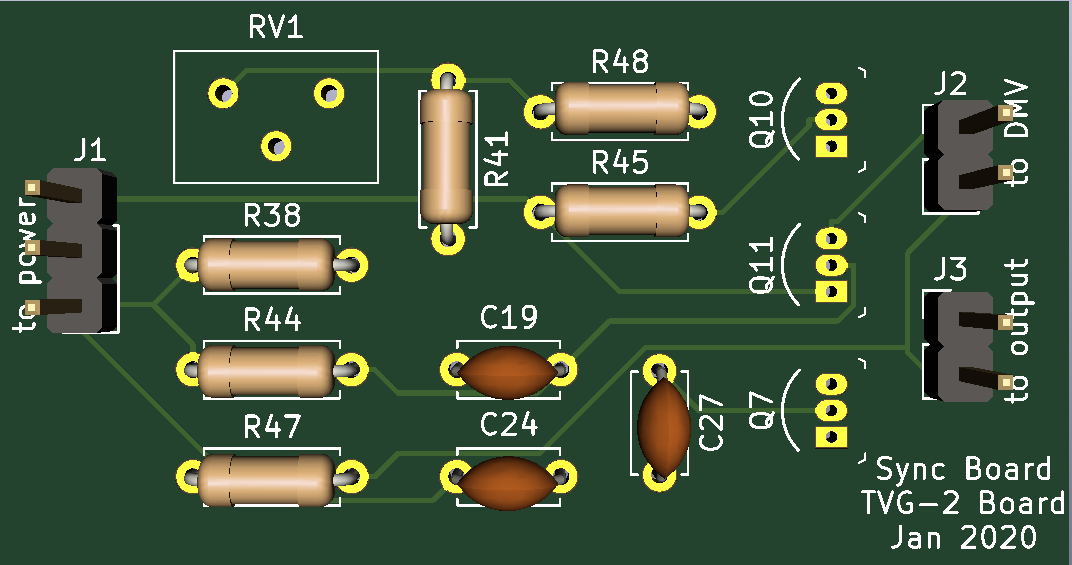 RV1
R48
J2
to DMV
Q10
R41
J1
R45
to power
R38
Q11
J3
R44
C19
to output
C27
Q7
R47
C24
Sync Board
TVG-2 Board
Jan 2020